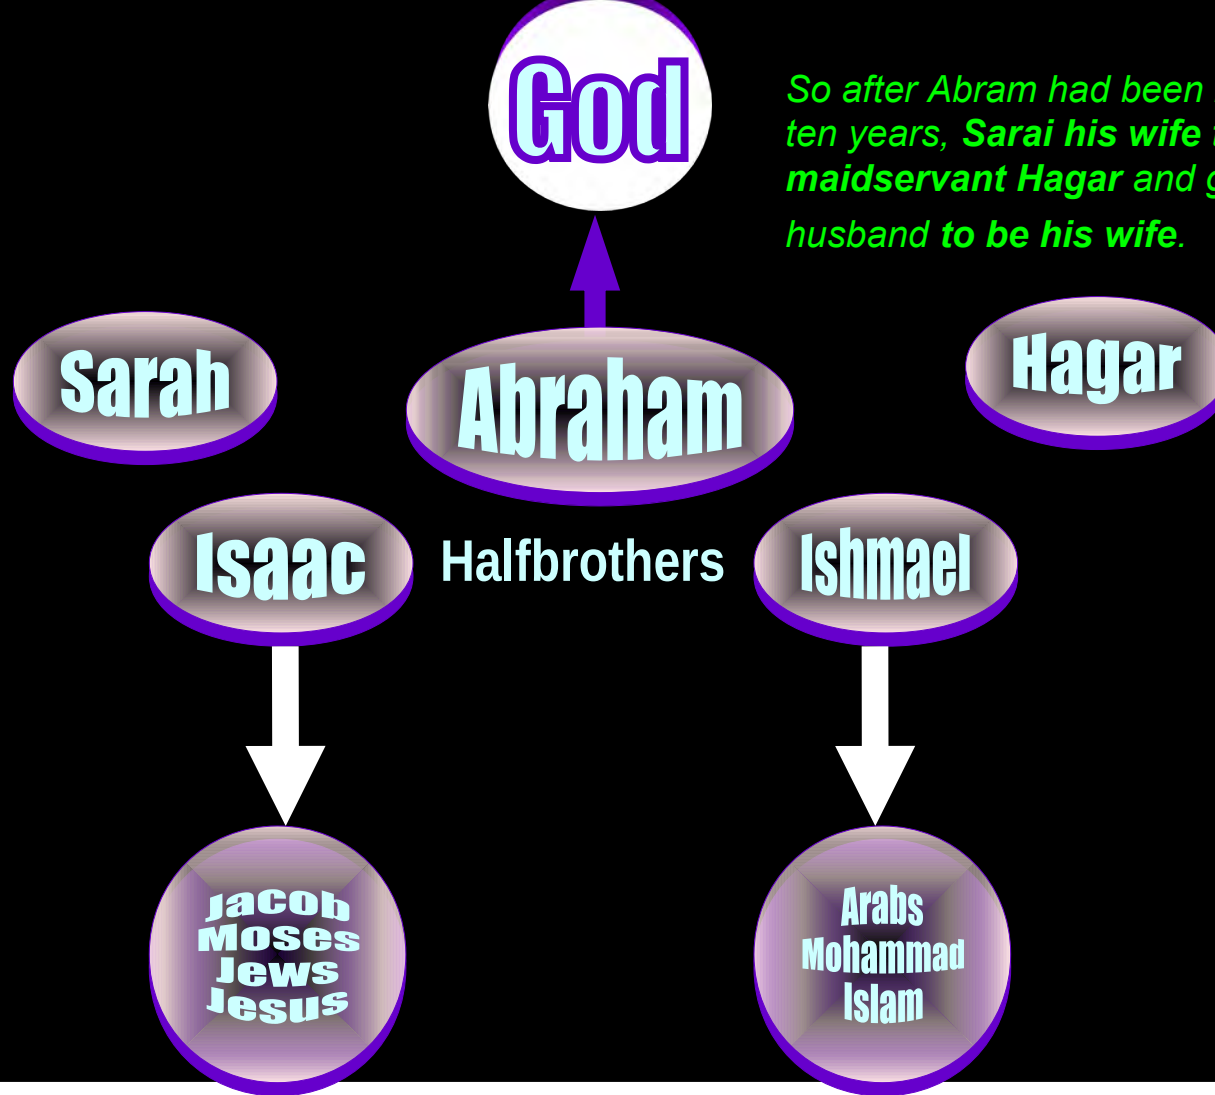 God
So after Abram had been
ten years, Sarai his wife
maidservant Hagar and
husband to be his wife.
Sarah
Abraham
Hagar
Isaac
Halfbrothers
Ishmael
Jacob
Moses
Jews
Jesus
Arabs
Mohammad
Islam